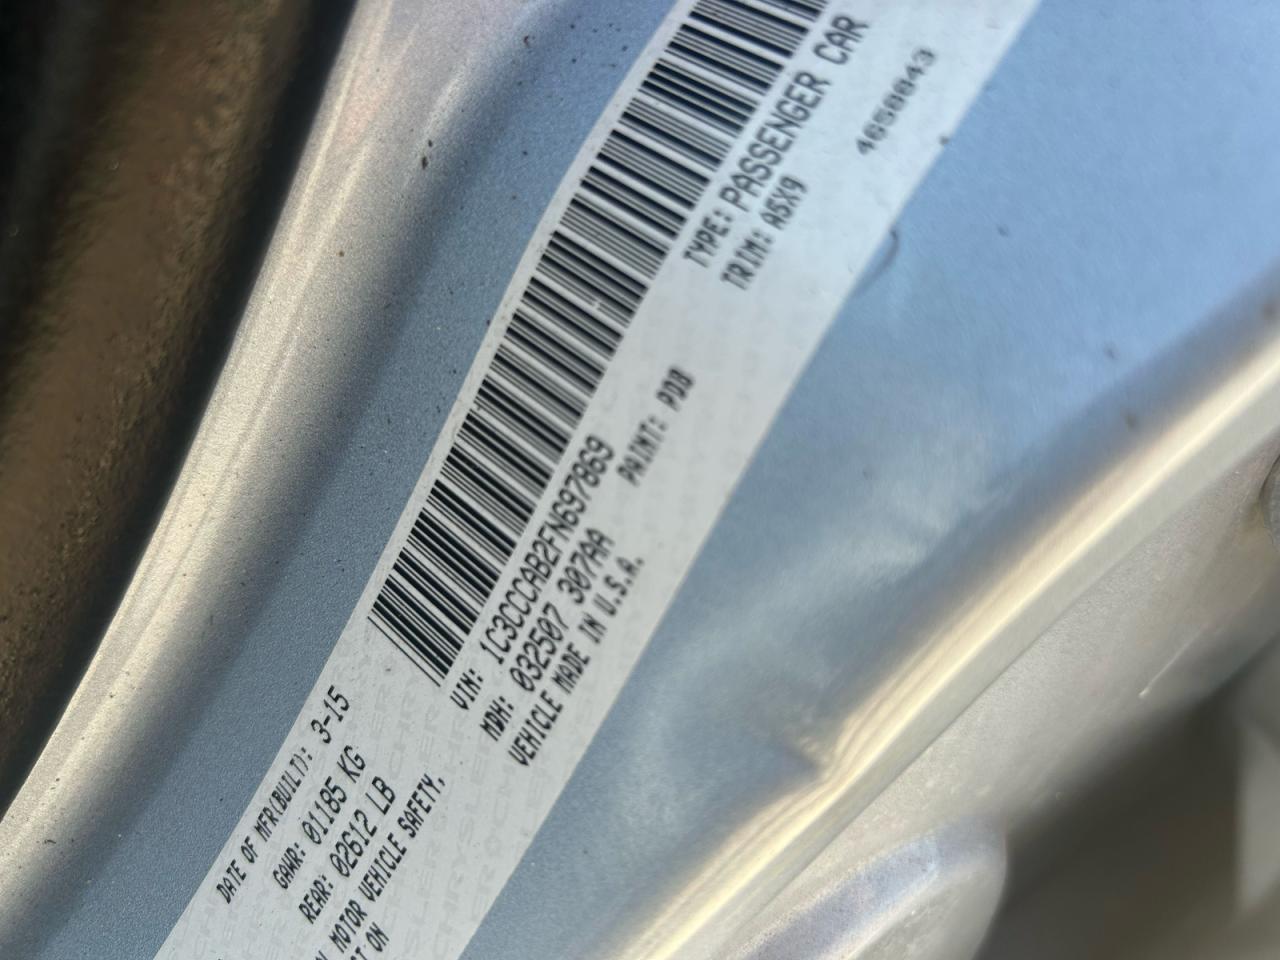 DATE OF MFR(BUILT): 3-15
GAWR: 01185 KG
REAR: 02612 LB
MOTOR VEHICLE SAFETY,
ON
VIN: 1C3CCCAB2FN697869
MDH: 032507 307AA
VEHICLE MADE IN U.S.A.
PAINT: PDB
TYPE: PASSENGER CAR
TRIM: A5X9
CHRYSLER